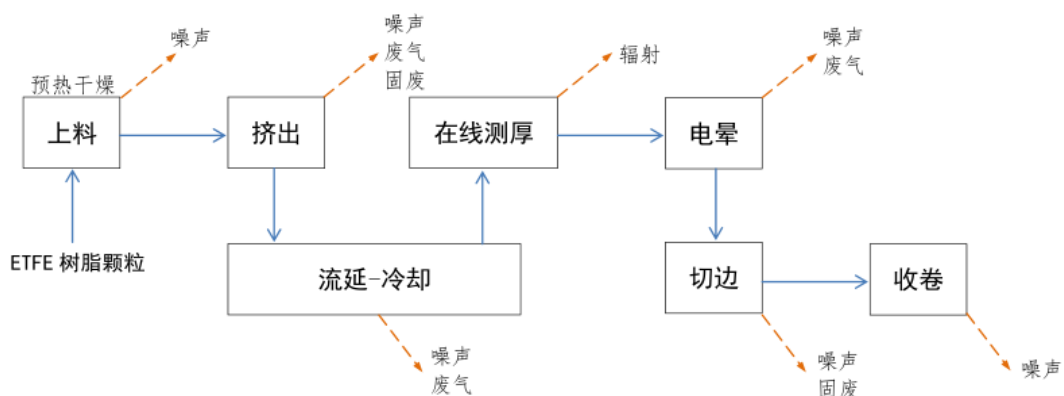 噪声
噪声
废气
固废
辐射
噪声
废气
预热干燥
上料
挤出
在线测厚
电晕
ETFE 树脂颗粒
流延-冷却
切边
收卷
噪声
废气
噪声
固废
噪声